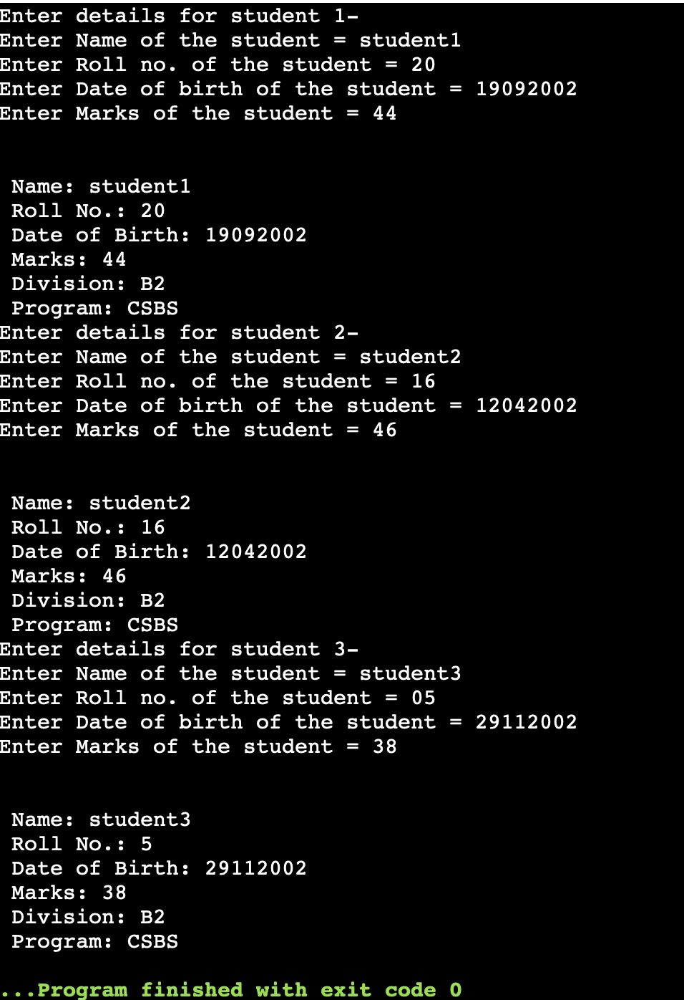 Enter details for student 1-
Enter Name of the student = student1
Enter Roll no. of the student = 20
Enter Date of birth of the student = 19092002
Enter Marks of the student = 44
Name: student1
Roll No.: 20
Date of Birth: 19092002
Marks: 44
Division: B2
Program: CSBS
Enter details for student 2-
Enter Name of the student = student2
Enter Roll no. of the student = 16
Enter Date of birth of the student = 12042002
Enter Marks of the student = 46
Name: student2
Roll No.: 16
Date of Birth: 12042002
Marks: 46
Division: B2
Program: CSBS
Enter details for student 3-
Enter Name of the student = student3
Enter Roll no. of the student = 05
Enter Date of birth of the student = 29112002
Enter Marks of the student = 38
Name: student3
Roll No.: 5
Date of Birth: 29112002
Marks: 38
Division: B2
Program: CSBS
...Program finished with exit code 0